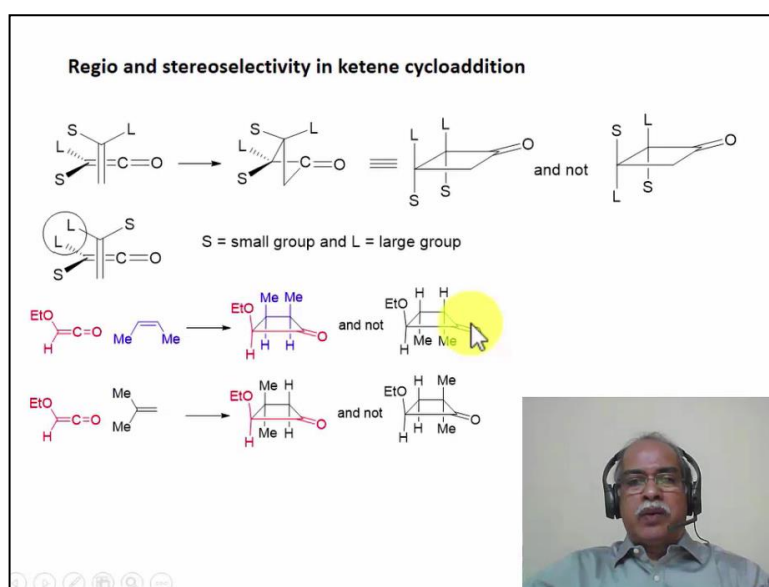 Regio and stereoselectivity in ketene cycloaddition
S L L S C O
S L L S O
L L S S O
and not
S L L S O
L S L S C O
S = small group and L = large group
EtO H C=O Me Me
EtO Me Me H H H O
and not
EtO H H H Me Me
EtO H C=O Me Me
EtO Me H Me H H O
and not
EtO H Me H Me H O